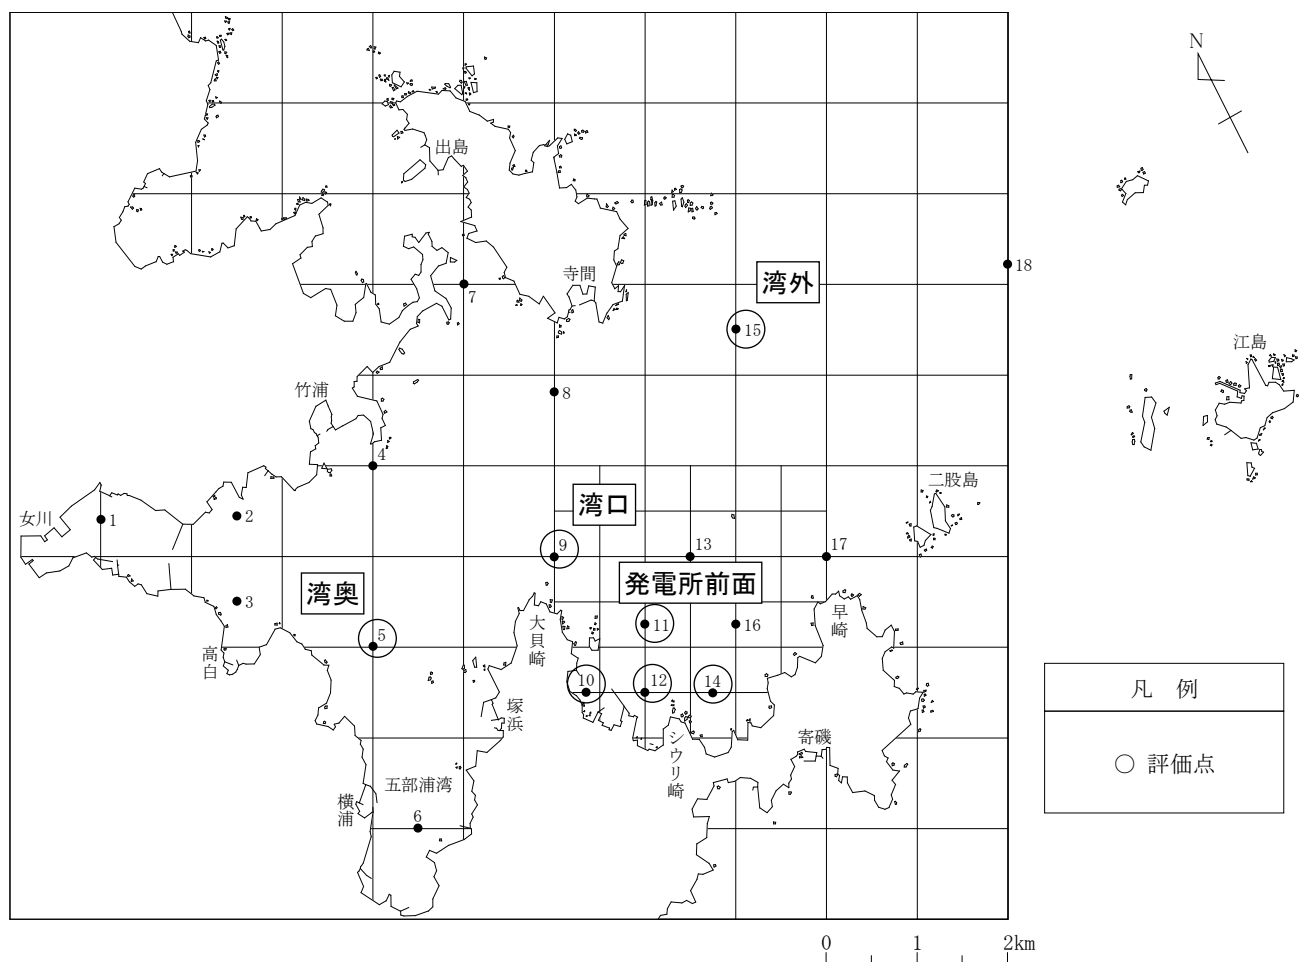 N
出島
寺間
湾外
18
7
15
江島
竹浦
8
4
二股島
湾口
女川
1
2
9
13
17
発電所前面
湾奥
3
5
11
16
大貝崎
早崎
高白
10
12
14
塚浜
シウリ崎
寄磯
五部浦湾
横浦
6
凡 例
○ 評価点
0 1 2km